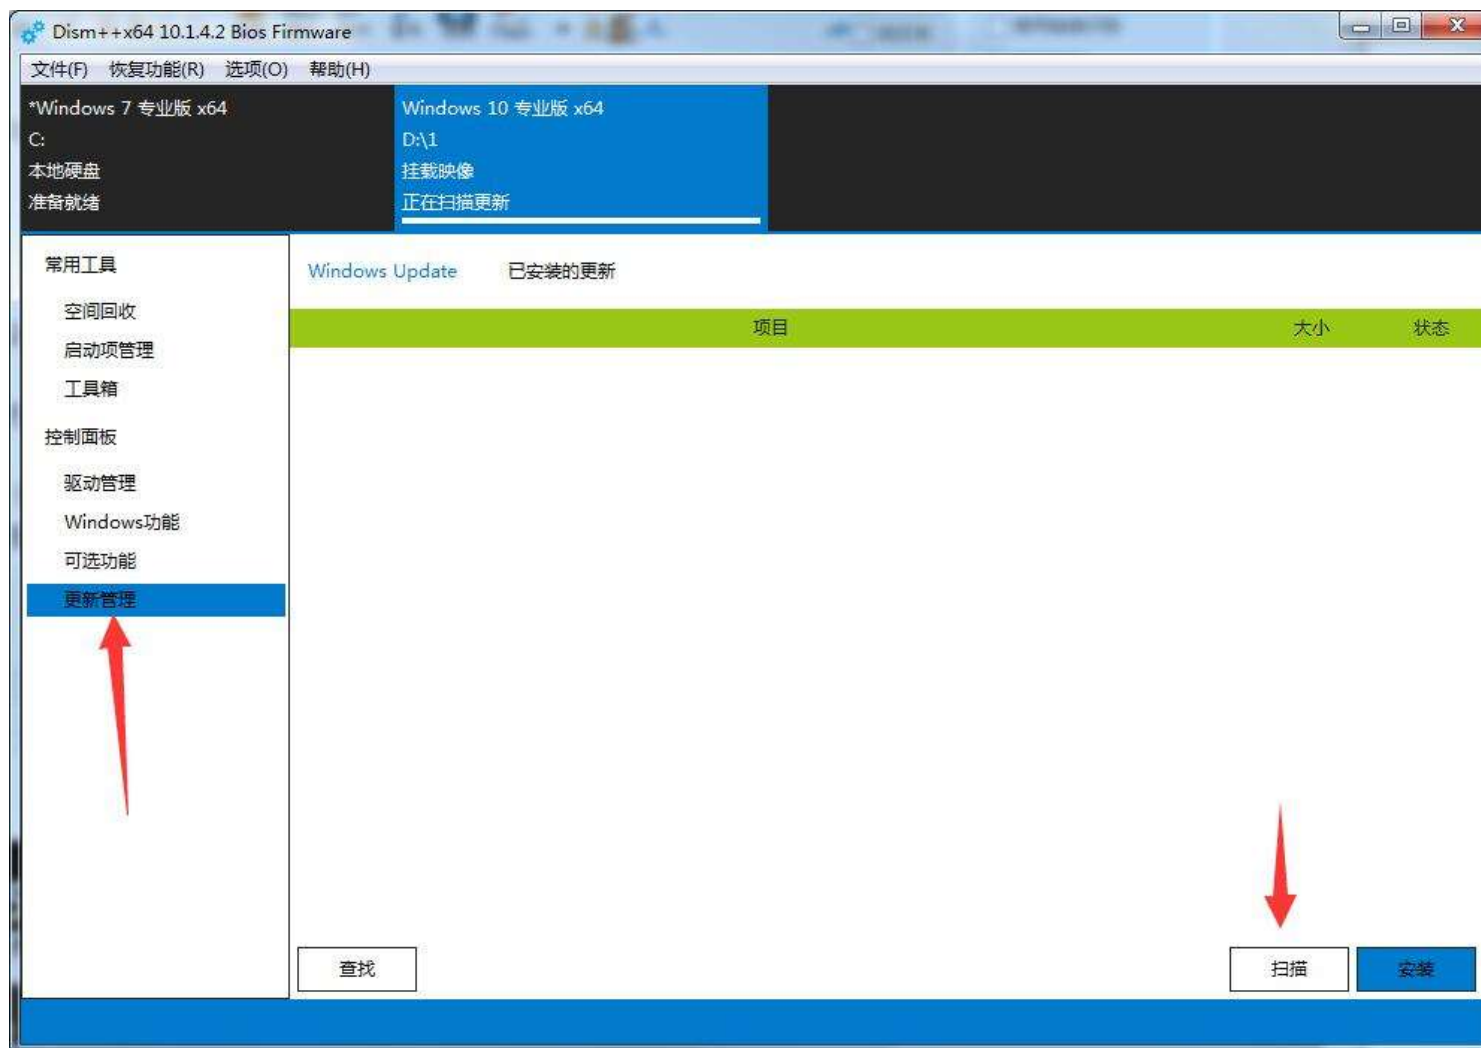 Dism++x64 10.1.4.2 Bios Firmware
文件(F) 恢复功能(R) 选项(O) 帮助(H)
*Windows 7 专业版 x64
C:
本地硬盘
准备就绪
Windows 10 专业版 x64
D:\1
挂载映像
正在扫描更新
常用工具
空间回收
启动项管理
工具箱
控制面板
驱动管理
Windows功能
可选功能
更新管理
Windows Update 已安装的更新
项目 大小 状态
查找 扫描 安装